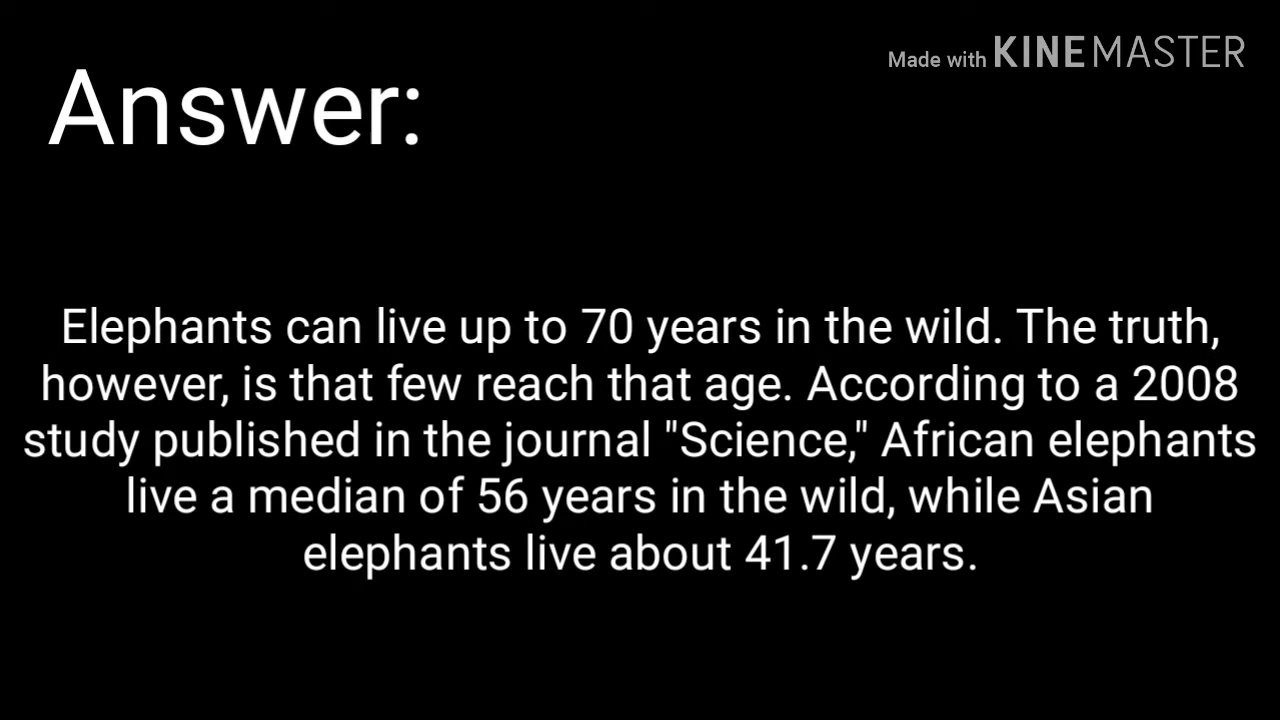 Made with KINEMASTER
Answer:
Elephants can live up to 70 years in the wild. The truth,
however, is that few reach that age. According to a 2008
study published in the journal "Science," African elephants
live a median of 56 years in the wild, while Asian
elephants live about 41.7 years.